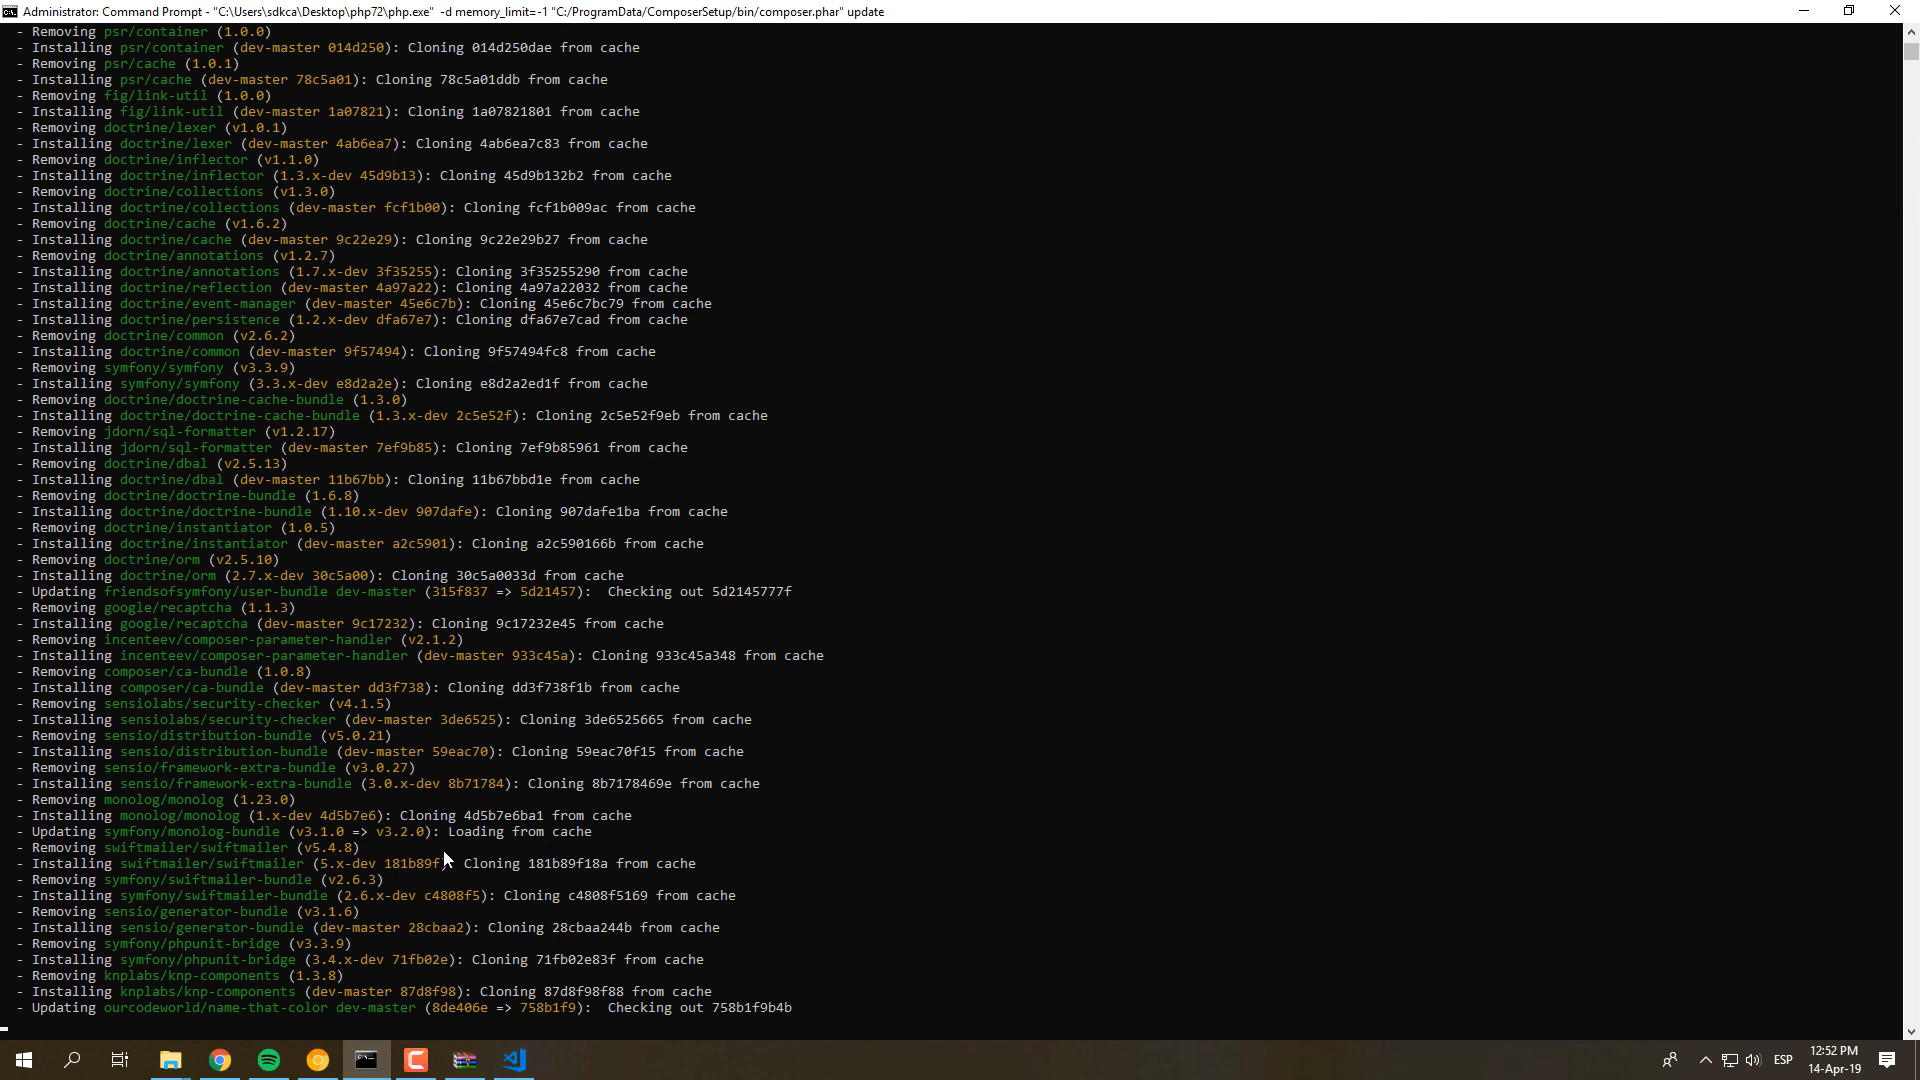 Administrator: Command Prompt - "C:\Users\sdkca\Desktop\php72\php.exe" -d memory_limit=-1 "C:/ProgramData/ComposerSetup/bin/composer.phar" update
- Removing psr/container (1.0.0)
- Installing psr/container (dev-master 014d250): Cloning 014d250dae from cache
- Removing psr/cache (1.0.1)
- Installing psr/cache (dev-master 78c5a01): Cloning 78c5a01ddb from cache
- Removing fig/link-util (1.0.0)
- Installing fig/link-util (dev-master 1a07821): Cloning 1a07821801 from cache
- Removing doctrine/lexer (v1.0.1)
- Installing doctrine/lexer (dev-master 4ab6ea7): Cloning 4ab6ea7c83 from cache
- Removing doctrine/inflector (v1.1.0)
- Installing doctrine/inflector (1.3.x-dev 45d9b13): Cloning 45d9b132b2 from cache
- Removing doctrine/collections (v1.3.0)
- Installing doctrine/collections (dev-master fcf1b00): Cloning fcf1b009ac from cache
- Removing doctrine/cache (v1.6.2)
- Installing doctrine/cache (dev-master 9c22e29): Cloning 9c22e29b27 from cache
- Removing doctrine/annotations (v1.2.7)
- Installing doctrine/annotations (1.7.x-dev 3f35255): Cloning 3f35255290 from cache
- Installing doctrine/reflection (dev-master 4a97a22): Cloning 4a97a22032 from cache
- Installing doctrine/event-manager (dev-master 45e6c7b): Cloning 45e6c7bc79 from cache
- Installing doctrine/persistence (1.2.x-dev dfa67e7): Cloning dfa67e7cad from cache
- Removing doctrine/common (v2.6.2)
- Installing doctrine/common (dev-master 9f57494): Cloning 9f57494fc8 from cache
- Removing symfony/symfony (v3.3.9)
- Installing symfony/symfony (3.3.x-dev e8d2a2e): Cloning e8d2a2ed1f from cache
- Removing doctrine/doctrine-cache-bundle (1.3.0)
- Installing doctrine/doctrine-cache-bundle (1.3.x-dev 2c5e52f): Cloning 2c5e52f9eb from cache
- Removing jdorn/sql-formatter (v1.2.17)
- Installing jdorn/sql-formatter (dev-master 7ef9b85): Cloning 7ef9b85961 from cache
- Removing doctrine/dbal (v2.5.13)
- Installing doctrine/dbal (dev-master 11b67bb): Cloning 11b67bbd1e from cache
- Removing doctrine/doctrine-bundle (1.6.8)
- Installing doctrine/doctrine-bundle (1.10.x-dev 907dafe): Cloning 907dafe1ba from cache
- Removing doctrine/instantiator (1.0.5)
- Installing doctrine/instantiator (dev-master a2c5901): Cloning a2c590166b from cache
- Removing doctrine/orm (v2.5.10)
- Installing doctrine/orm (2.7.x-dev 30c5a00): Cloning 30c5a0033d from cache
- Updating friendsofsymfony/user-bundle dev-master (315f837 => 5d21457):  Checking out 5d2145777f
- Removing google/recaptcha (1.1.3)
- Installing google/recaptcha (dev-master 9c17232): Cloning 9c17232e45 from cache
- Removing incenteev/composer-parameter-handler (v2.1.2)
- Installing incenteev/composer-parameter-handler (dev-master 933c45a): Cloning 933c45a348 from cache
- Removing composer/ca-bundle (1.0.8)
- Installing composer/ca-bundle (dev-master dd3f738): Cloning dd3f738f1b from cache
- Removing sensiolabs/security-checker (v4.1.5)
- Installing sensiolabs/security-checker (dev-master 3de6525): Cloning 3de6525665 from cache
- Removing sensio/distribution-bundle (v5.0.21)
- Installing sensio/distribution-bundle (dev-master 59eac70): Cloning 59eac70f15 from cache
- Removing sensio/framework-extra-bundle (v3.0.27)
- Installing sensio/framework-extra-bundle (3.0.x-dev 8b71784): Cloning 8b7178469e from cache
- Removing monolog/monolog (1.23.0)
- Installing monolog/monolog (1.x-dev 4d5b7e6): Cloning 4d5b7e6ba1 from cache
- Updating symfony/monolog-bundle (v3.1.0 => v3.2.0): Loading from cache
- Removing swiftmailer/swiftmailer (v5.4.8)
- Installing swiftmailer/swiftmailer (5.x-dev 181b89f): Cloning 181b89f18a from cache
- Removing symfony/swiftmailer-bundle (v2.6.3)
- Installing symfony/swiftmailer-bundle (2.6.x-dev c4808f5): Cloning c4808f5169 from cache
- Removing sensio/generator-bundle (v3.1.6)
- Installing sensio/generator-bundle (dev-master 28cbaa2): Cloning 28cbaa244b from cache
- Removing symfony/phpunit-bridge (v3.3.9)
- Installing symfony/phpunit-bridge (3.4.x-dev 71fb02e): Cloning 71fb02e83f from cache
- Removing knplabs/knp-components (1.3.8)
- Installing knplabs/knp-components (dev-master 87d8f98): Cloning 87d8f98f88 from cache
- Updating ourcodeworld/name-that-color dev-master (8de406e => 758b1f9):  Checking out 758b1f9b4b
ESP
12:52 PM
14-Apr-19